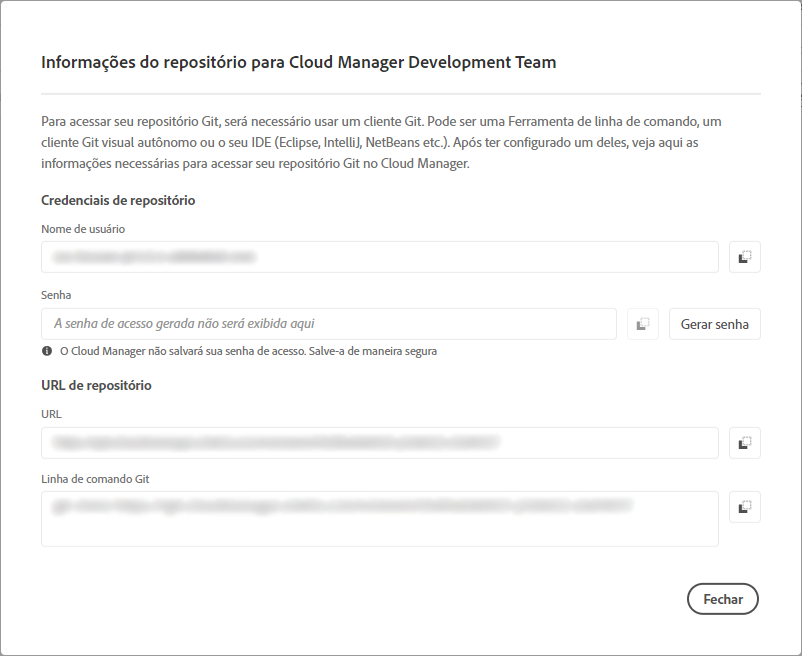 Informações do repositório para Cloud Manager Development Team
Para acessar seu repositório Git, será necessário usar um cliente Git. Pode ser uma Ferramenta de linha de comando, um
cliente Git visual autônomo ou o seu IDE (Eclipse, IntelliJ, NetBeans etc.). Após ter configurado um deles, veja aqui as
informações necessárias para acessar seu repositório Git no Cloud Manager.
Credenciais de repositório
Nome de usuário
Senha
A senha de acesso gerada não será exibida aqui
Gerar senha
O Cloud Manager não salvará sua senha de acesso. Salve-a de maneira segura
URL de repositório
URL
Linha de comando Git
Fechar